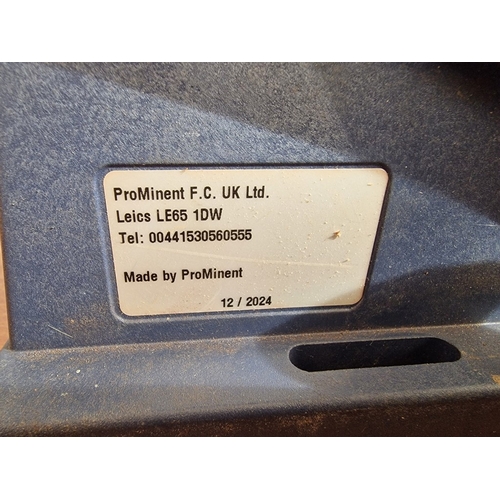 ProMinent F.C. UK Ltd.
Leics LE65 1DW
Tel: 00441530560555
Made by ProMinent
12 / 2024